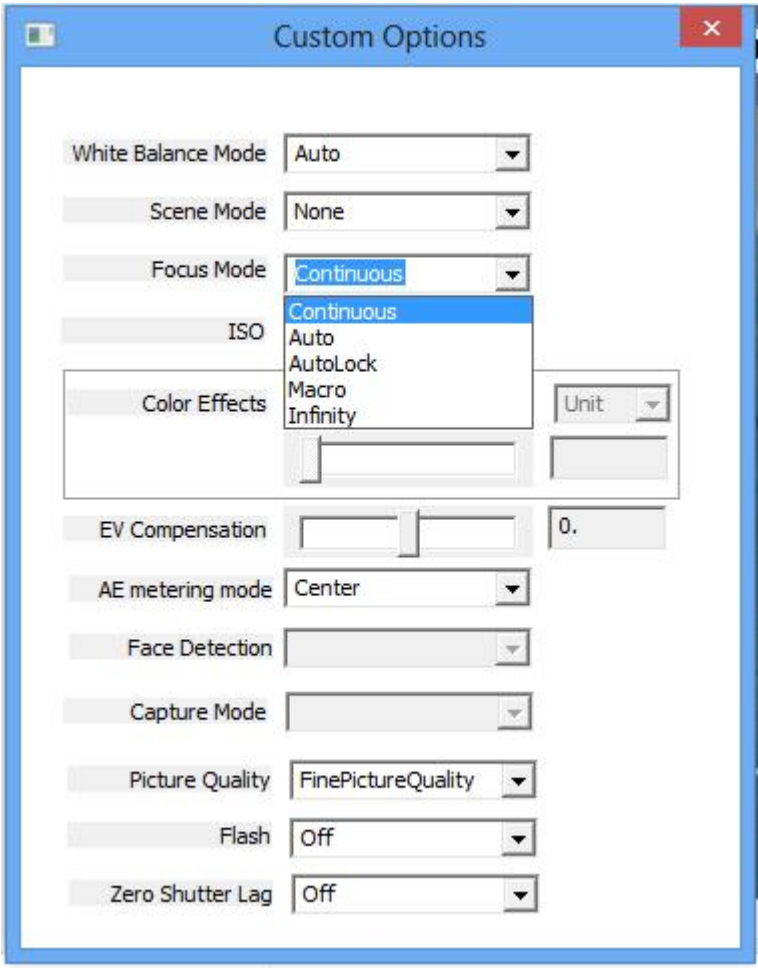 Custom Options
White Balance Mode Auto
Scene Mode None
Focus Mode Continuous
Continuous
ISO
Auto
AutoLock
Macro
Color Effects Unit
Infinity
EV Compensation 0.
AE metering mode Center
Face Detection
Capture Mode
Picture Quality FinePictureQuality
Flash Off
Zero Shutter Lag Off